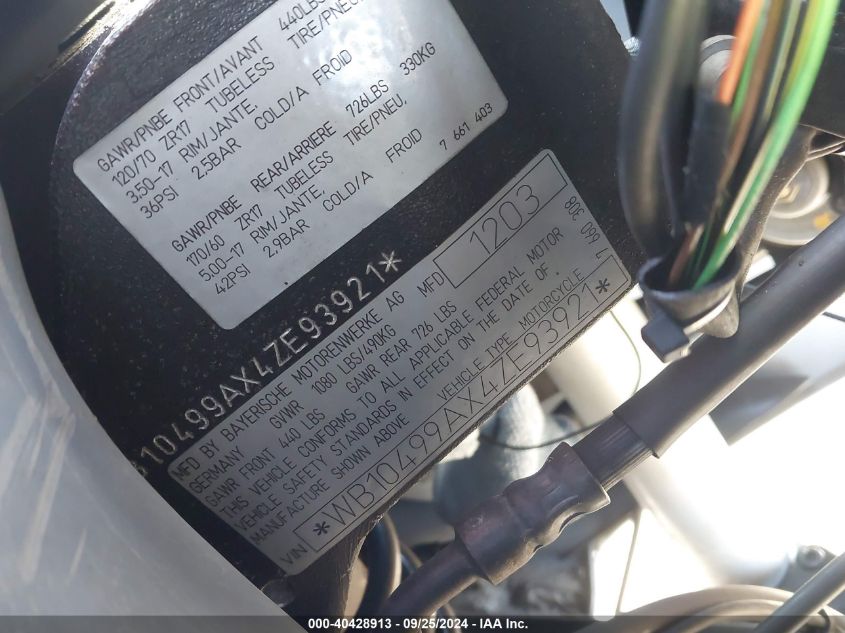 GAWR/PNBE FRONT/AVANT 440LBS
120/70 ZR17 TUBELESS TIRE/PNEU,
3.50-17 RIM/JANTE,
36PSI 2,5BAR COLD/A FROID
GAWR/PNBE REAR/ARRIERE 726LBS 330KG
170/60 ZR17 TUBELESS TIRE/PNEU,
5.00-17 RIM/JANTE,
42PSI 2,9BAR COLD/A FROID
7 661 403
B10499AX4ZE93921*
MFD BY BAYERISCHE MOTORENWERKE AG MFD 1203
GERMANY GVWR 1080 LBS/490KG
GAWR FRONT 440 LBS GAWR REAR 726 LBS
THIS VEHICLE CONFORMS TO ALL APPLICABLE FEDERAL MOTOR
VEHICLE SAFETY STANDARDS IN EFFECT ON THE DATE OF
MANUFACTURE SHOWN ABOVE VEHICLE TYPE MOTORCYCLE
VIN *WB10499AX4ZE93921*
000-40428913 - 09/25/2024 - IAA Inc.